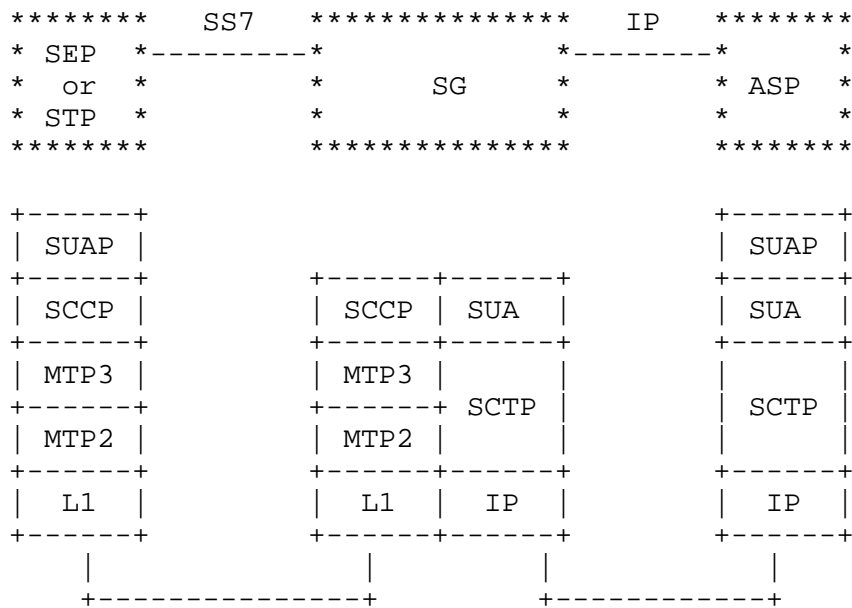 ********   SS7   ***************   IP   ********
* SEP  *---------*             *--------*      *
*  or  *         *      SG     *        * ASP  *
* STP  *         *             *        *      *
********         ***************        ********
+------+                                +------+
| SUAP |                                | SUAP |
+------+         +------+------+        +------+
| SCCP |         | SCCP | SUA  |        | SUA  |
+------+         +------+------+        +------+
| MTP3 |         | MTP3 |      |        |      |
+------+         +------+ SCTP |        | SCTP |
| MTP2 |         | MTP2 |      |        |      |
+------+         +------+------+        +------+
|  L1  |         |  L1  |  IP  |        |  IP  |
+------+         +------+------+        +------+
    |               |         |            |
    +---------------+         +------------+